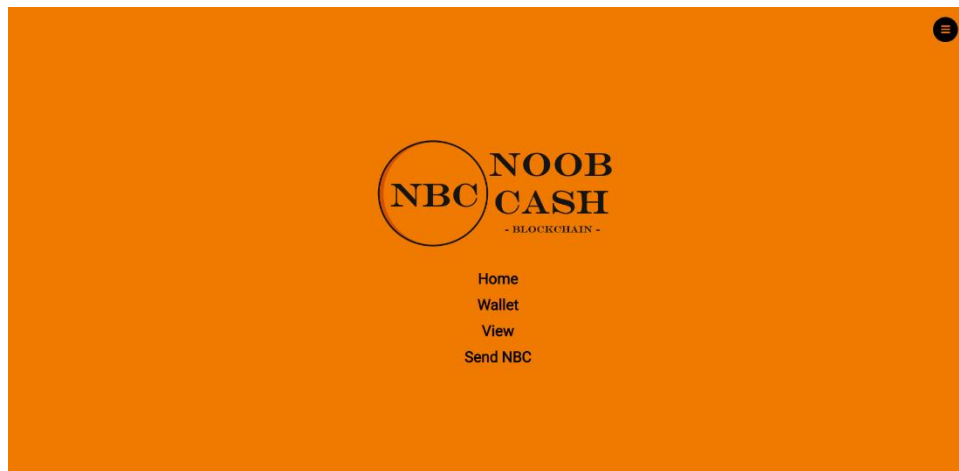 NBC
NOOB
CASH
- BLOCKCHAIN -
Home
Wallet
View
Send NBC